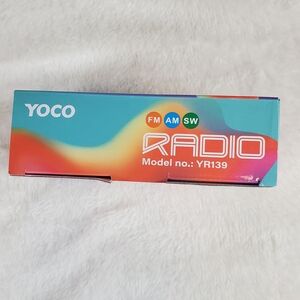 YOCO
FM AM SW
RADIO
Model no.: YR139